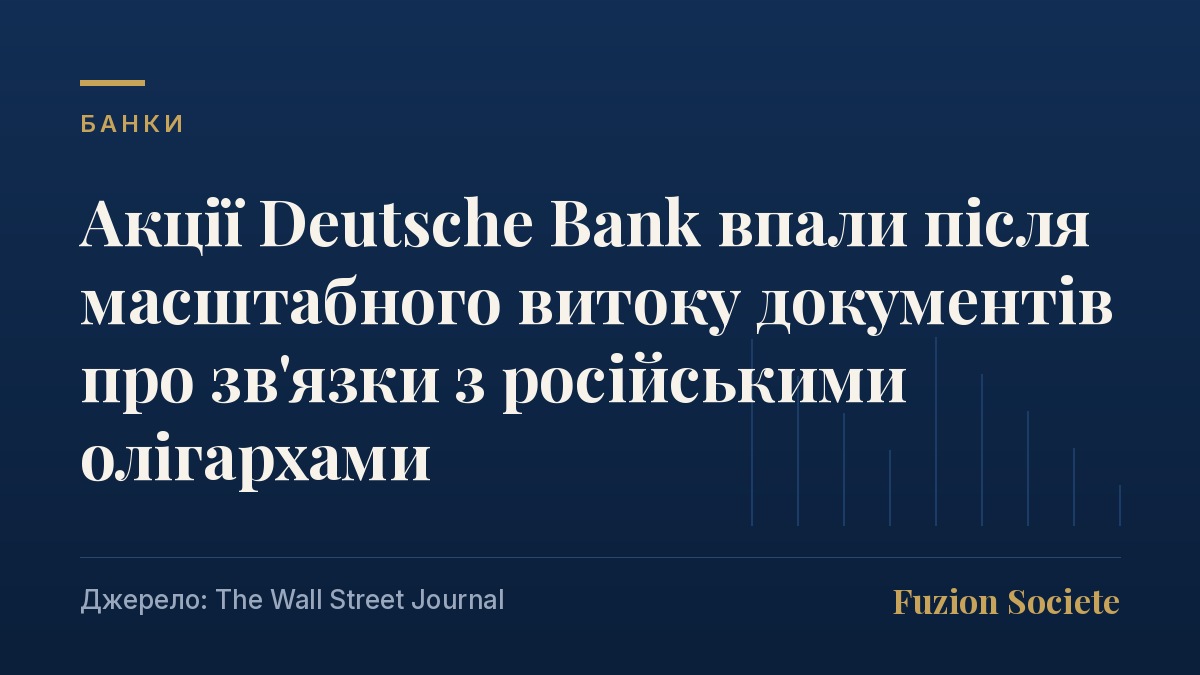 БАНКИ
Акції Deutsche Bank впали після
масштабного витоку документів
про зв'язки з російськими
олігархами
Джерело: The Wall Street Journal
Fuzion Societe